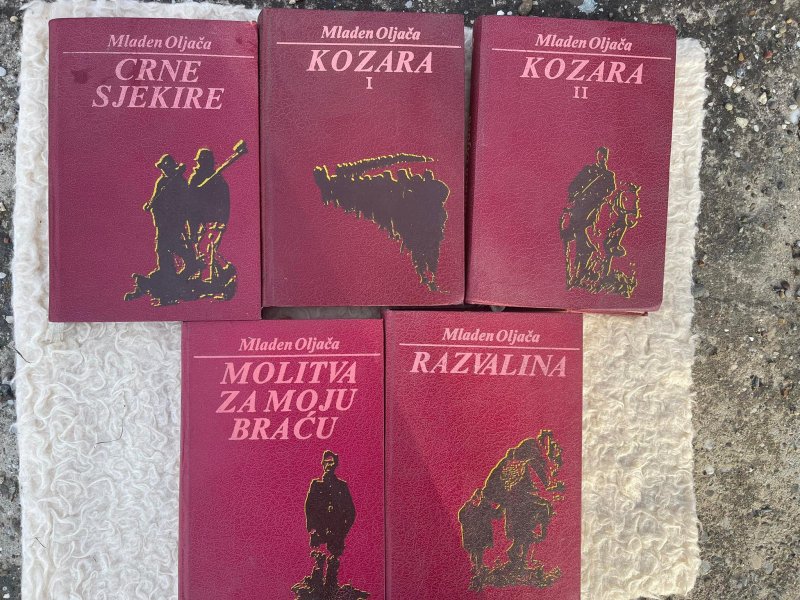 Mladen Oljača
CRNE
SJEKIRE
Mladen Oljača
KOZARA
I
Mladen Oljača
KOZARA
II
Mladen Oljača
MOLITVA
ZA MOJU
BRAĆU
Mladen Oljača
RAZVALINA